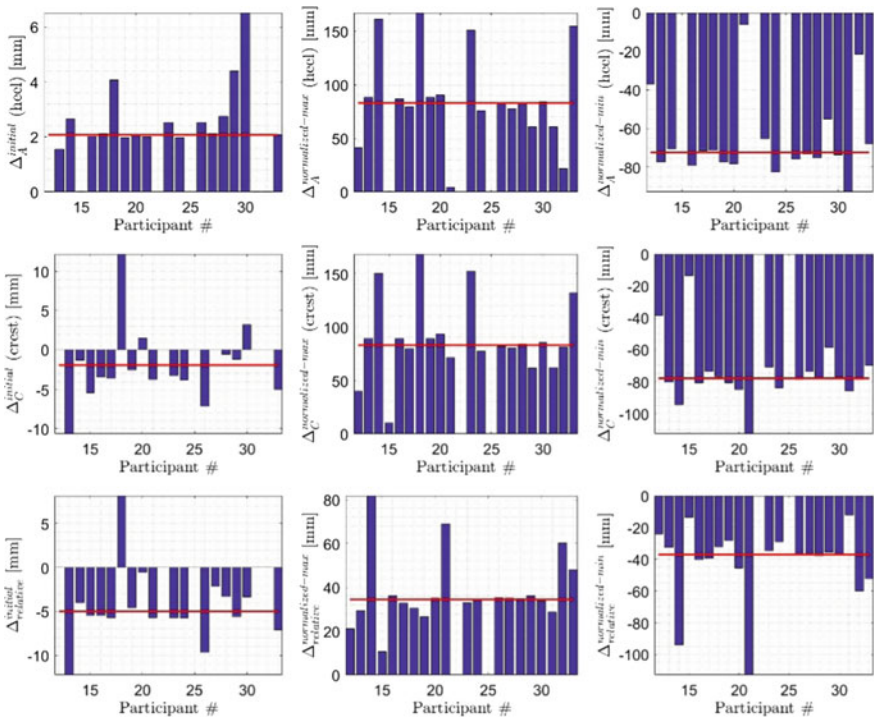 Δ_A^{initial} (heel) [mm]
6
4
2
0
15 20 25 30
Participant #
Δ_A^{normalized−max} (heel) [mm]
150
100
50
0
15 20 25 30
Participant #
Δ_A^{normalized−min} (heel) [mm]
0
-20
-40
-60
-80
15 20 25 30
Participant #
Δ_C^{initial} (crest) [mm]
10
5
0
-5
-10
15 20 25 30
Participant #
Δ_C^{normalized−max} (crest) [mm]
150
100
50
0
15 20 25 30
Participant #
Δ_C^{normalized−min} (crest) [mm]
0
-20
-40
-60
-80
-100
15 20 25 30
Participant #
Δ_{relative}^{initial} [mm]
5
0
-5
-10
15 20 25 30
Participant #
Δ_{relative}^{normalized−max} [mm]
80
60
40
20
0
15 20 25 30
Participant #
Δ_{relative}^{normalized−min} [mm]
0
-20
-40
-60
-80
-100
15 20 25 30
Participant #